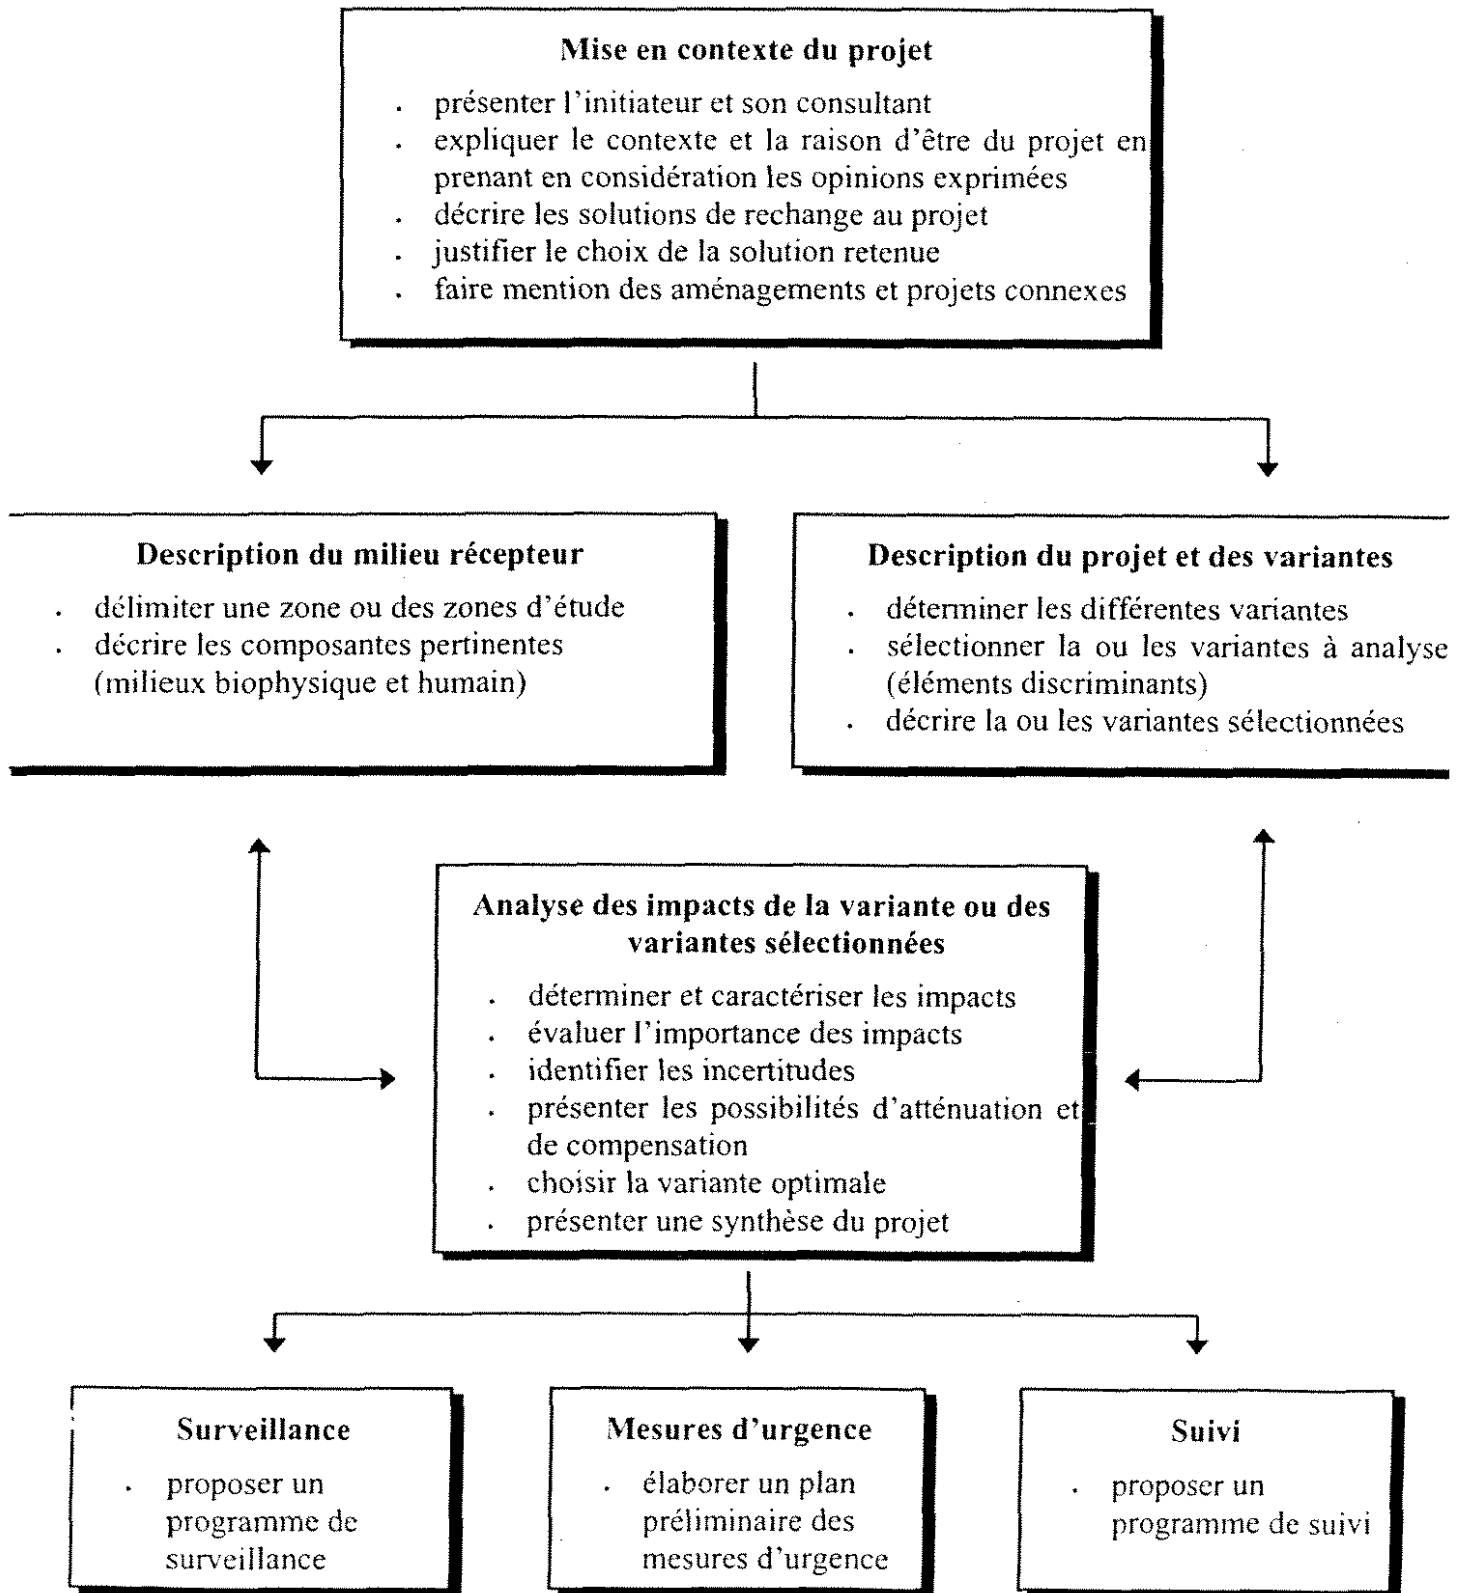 Mise en contexte du projet
. présenter l'initiateur et son consultant
. expliquer le contexte et la raison d'être du projet en
prenant en considération les opinions exprimées
. décrire les solutions de rechange au projet
. justifier le choix de la solution retenue
. faire mention des aménagements et projets connexes
Description du milieu récepteur
. délimiter une zone ou des zones d'étude
. décrire les composantes pertinentes
(milieux biophysique et humain)
Description du projet et des variantes
. déterminer les différentes variantes
. sélectionner la ou les variantes à analyse
(éléments discriminants)
. décrire la ou les variantes sélectionnées
Analyse des impacts de la variante ou des
variantes sélectionnées
. déterminer et caractériser les impacts
. évaluer l'importance des impacts
. identifier les incertitudes
. présenter les possibilités d'atténuation et
de compensation
. choisir la variante optimale
. présenter une synthèse du projet
Surveillance
. proposer un
programme de
surveillance
Mesures d'urgence
. élaborer un plan
préliminaire des
mesures d'urgence
Suivi
. proposer un
programme de suivi